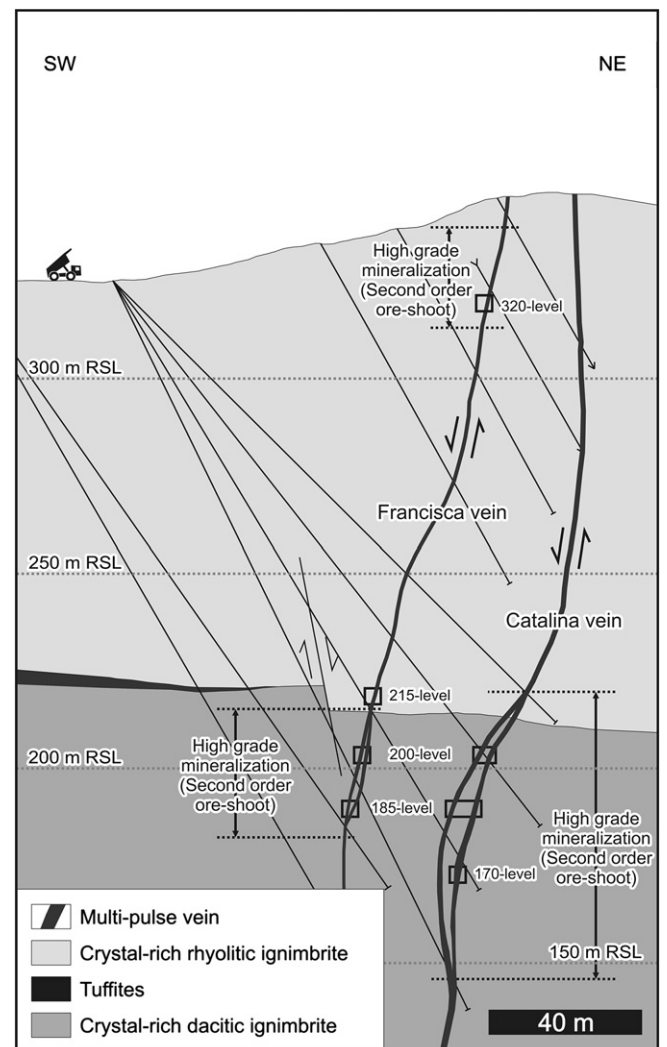 SW
NE
High grade
mineralization
(Second order
ore-shoot)
320-level
300 m RSL
Francisca vein
250 m RSL
Catalina vein
215-level
High grade
mineralization
(Second order
ore-shoot)
200-level
200 m RSL
185-level
High grade
mineralization
(Second order
ore-shoot)
170-level
150 m RSL
Multi-pulse vein
Crystal-rich rhyolitic ignimbrite
Tuffites
Crystal-rich dacitic ignimbrite
40 m